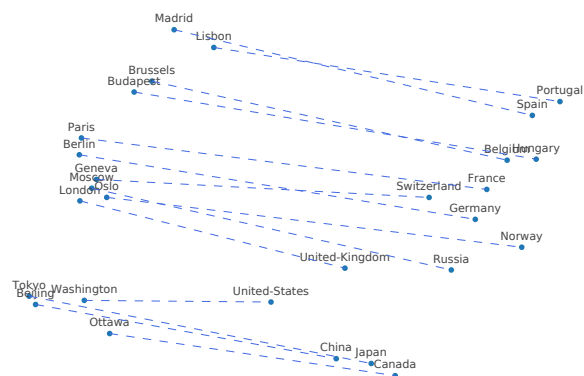 Madrid
Lisbon
Brussels
Budapest
Portugal
Spain
Paris
Berlin
Belgium
Hungary
Geneva
Moscow
Oslo
London
Switzerland
France
Germany
Norway
United-Kingdom
Russia
Tokyo
Beijing
Washington
United-States
Ottawa
China
Japan
Canada